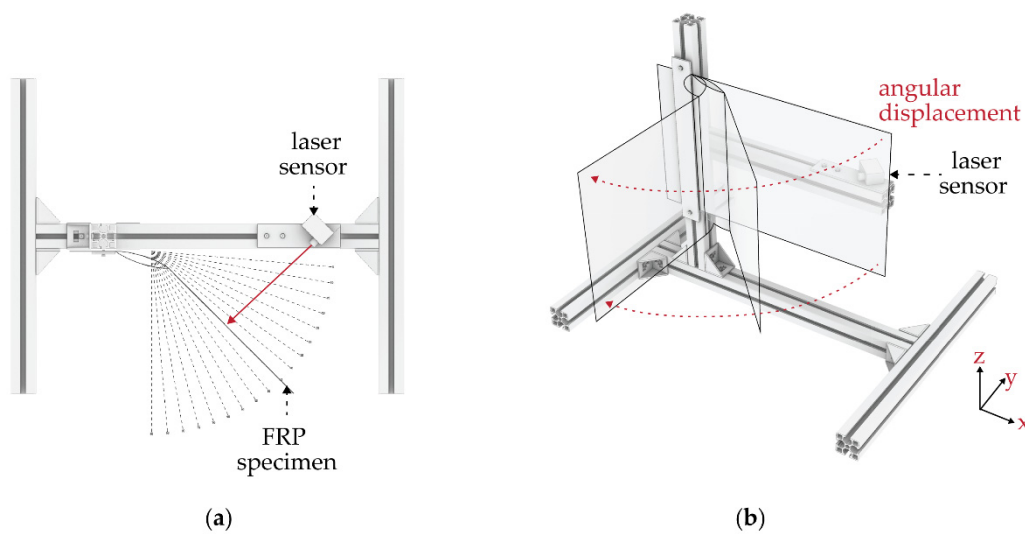 laser
sensor
FRP
specimen
(a)
angular
displacement
laser
sensor
z
y
x
(b)